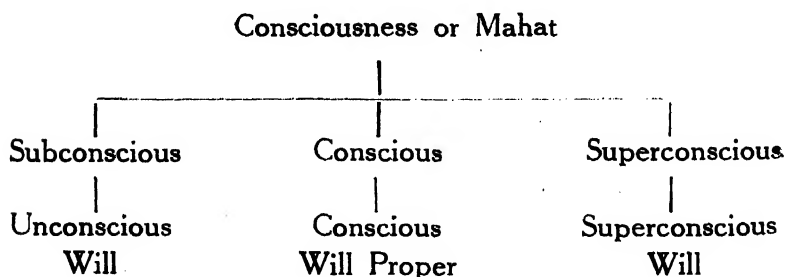 Consciousness or Mahat
Subconscious Conscious Superconscious
Unconscious Conscious Superconscious
Will Will Proper Will